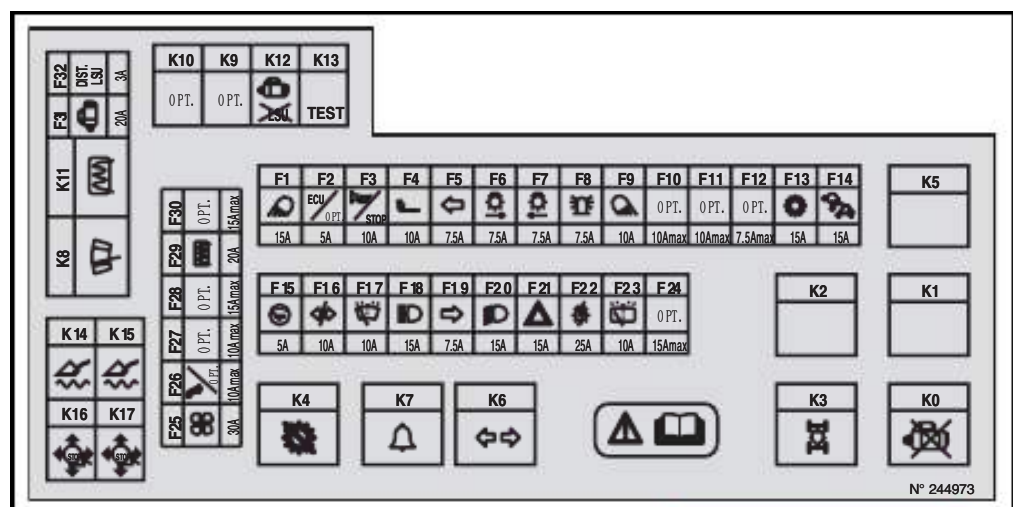 F32 DIST. LSU 3A
F31 20A
K11
K8
K10 K9 K12 K13
OPT. OPT. LSU TEST
F30 OPT. 15Amax
F29 20A
F28 OPT. 15Amax
F27 OPT. 10Amax
F26 OPT. 10Amax
F25 30A
F1 F2 F3 F4 F5 F6 F7 F8 F9 F10 F11 F12 F13 F14
ECU OPT. STOP OPT. OPT. OPT.
15A 5A 10A 10A 7.5A 7.5A 7.5A 7.5A 10A 10Amax 10Amax 7.5Amax 15A 15A
F15 F16 F17 F18 F19 F20 F21 F22 F23 F24
OPT.
5A 10A 10A 15A 7.5A 15A 15A 25A 10A 15Amax
K5
K2 K1
K14 K15
K16 K17
STOP STOP
K4 K7 K6
K3 K0
N° 244973